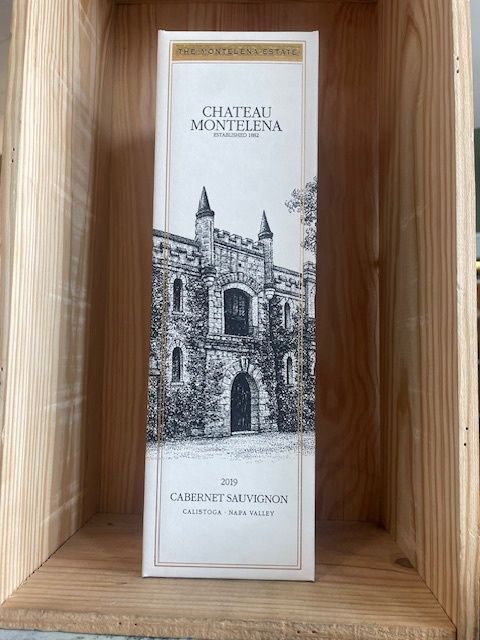 THE MONTELENA ESTATE
CHATEAU
MONTELENA
ESTABLISHED 1882
2019
CABERNET SAUVIGNON
CALISTOGA · NAPA VALLEY